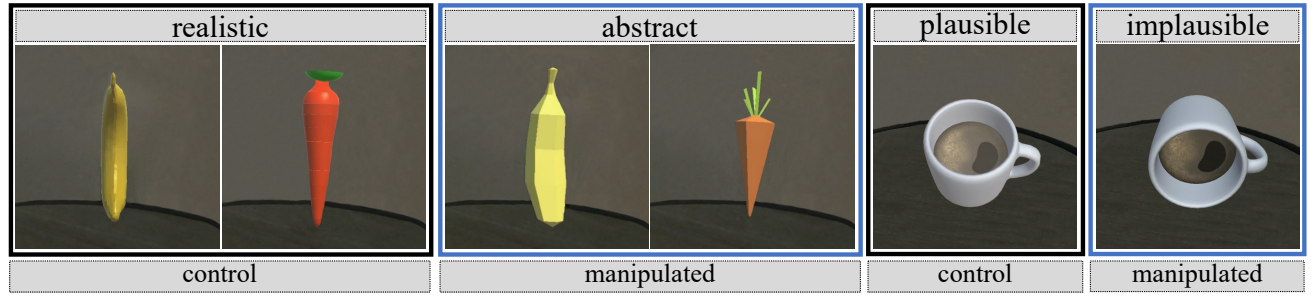 realistic
abstract
plausible
implausible
control
manipulated
control
manipulated